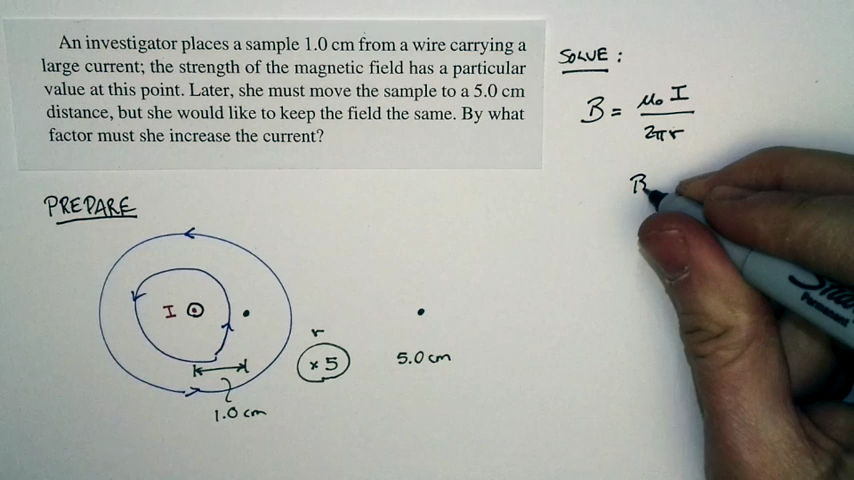 An investigator places a sample 1.0 cm from a wire carrying a
large current; the strength of the magnetic field has a particular
value at this point. Later, she must move the sample to a 5.0 cm
distance, but she would like to keep the field the same. By what
factor must she increase the current?
SOLVE :
B = μ₀ I / 2πr
B
PREPARE
I
r
× 5
5.0 cm
1.0 cm
Permanent